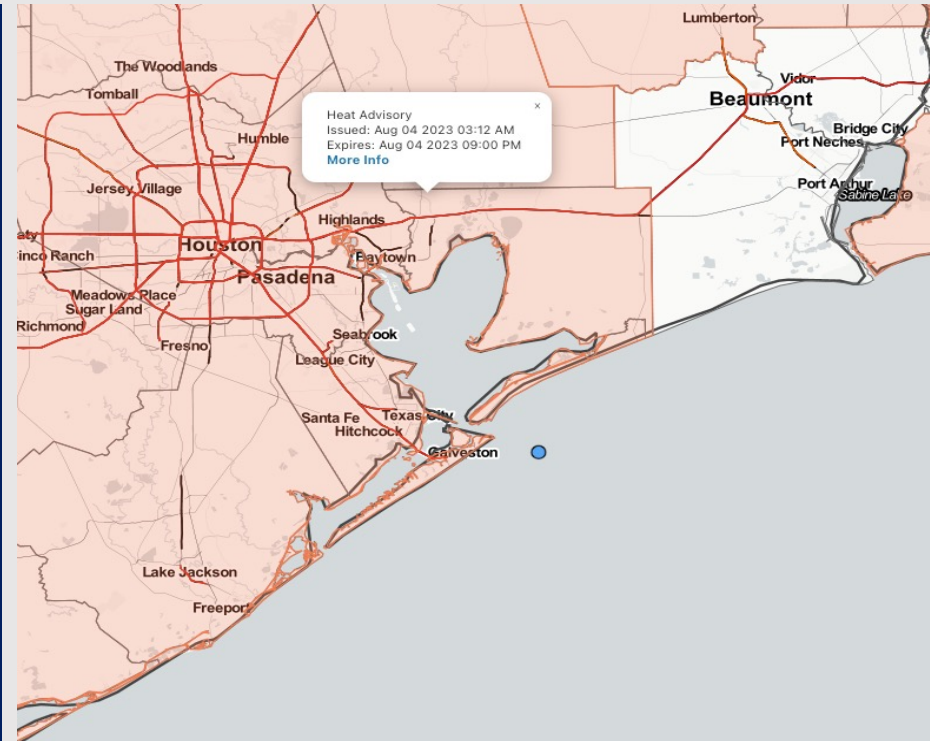 Lumberton
The Woodlands
Vidor
Tomball
Beaumont
×
Heat Advisory
Issued: Aug 04 2023 03:12 AM
Expires: Aug 04 2023 09:00 PM
More Info
Humble
Bridge City
Port Neches
Jersey Village
Port Arthur
Sabine Lake
Highlands
aty
Houston
inco Ranch
Baytown
Pasadena
Meadows Place
Sugar Land
Richmond
Seabrook
Fresno
League City
Santa Fe
Texas City
Hitchcock
Galveston
Lake Jackson
Freeport